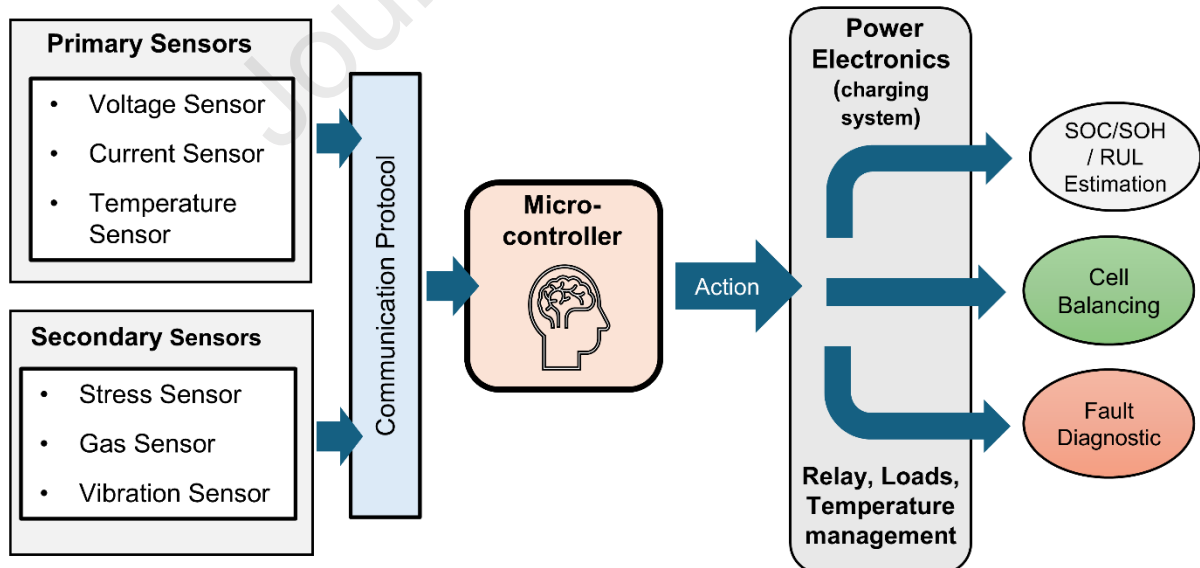 Primary Sensors
• Voltage Sensor
• Current Sensor
• Temperature
Sensor
Secondary Sensors
• Stress Sensor
• Gas Sensor
• Vibration Sensor
Communication Protocol
Micro-
controller
Action
Power
Electronics
(charging
system)
Relay, Loads,
Temperature
management
SOC/SOH
/ RUL
Estimation
Cell
Balancing
Fault
Diagnostic
Jou